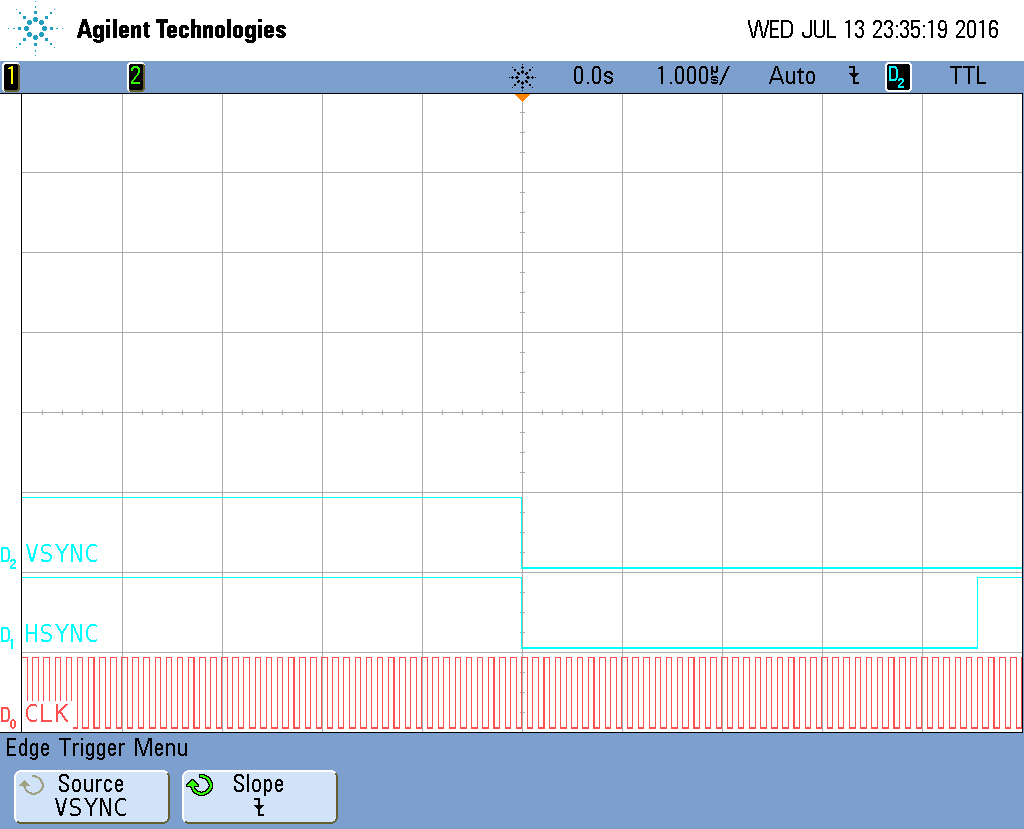 Agilent Technologies
WED JUL 13 23:35:19 2016
1 2 0.0s 1.000µs/ Auto D2 TTL
D2 VSYNC
D1 HSYNC
D0 CLK
Edge Trigger Menu
Source Slope
VSYNC